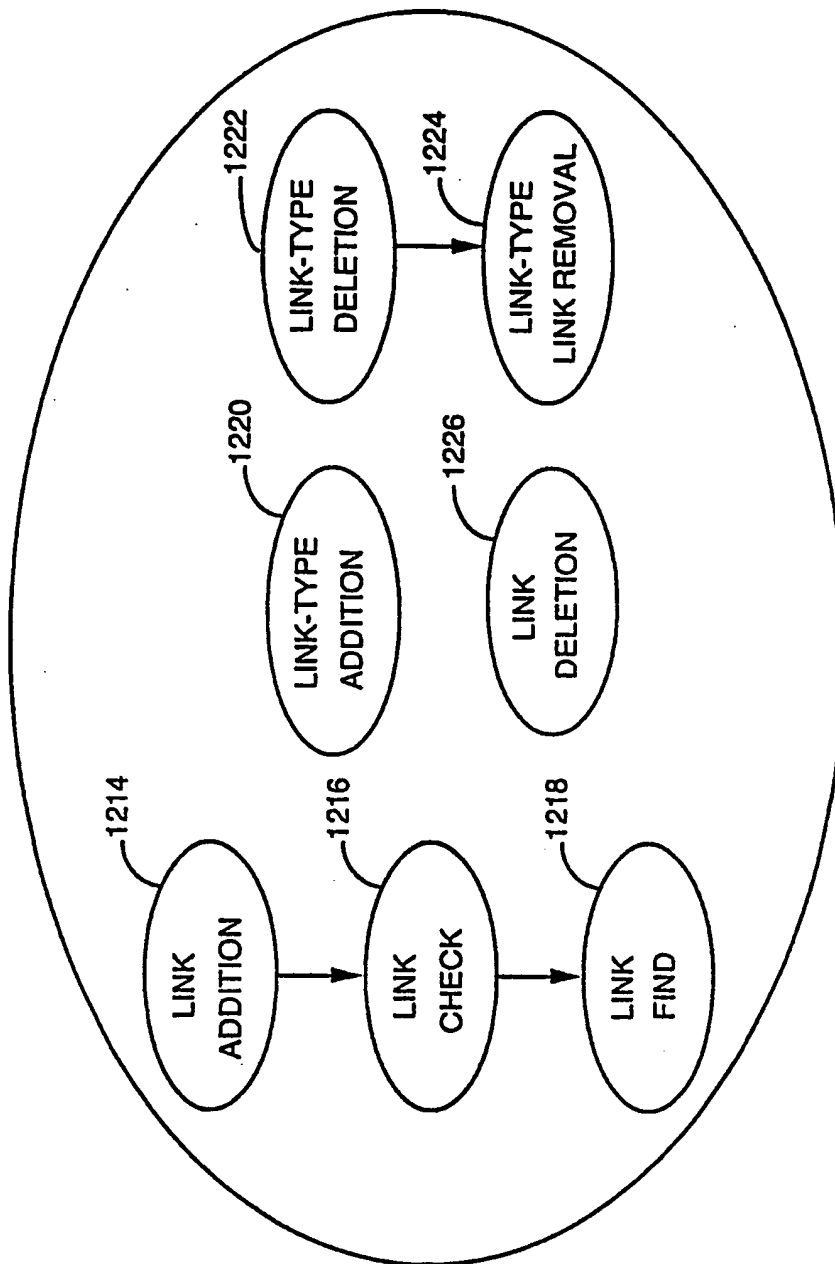 1214
LINK
ADDITION
1216
LINK
CHECK
1218
LINK
FIND
1220
LINK-TYPE
ADDITION
1226
LINK
DELETION
1222
LINK-TYPE
DELETION
1224
LINK-TYPE
LINK REMOVAL